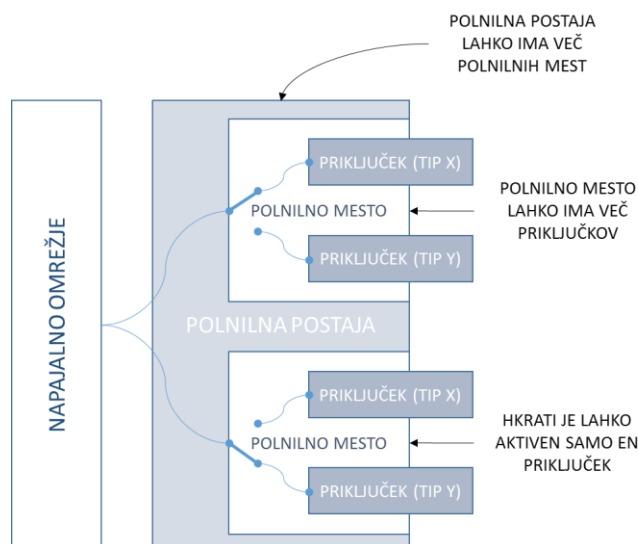 POLNILNA POSTAJA
LAHKO IMA VEČ
POLNILNIH MEST
NAPAJALNO OMREŽJE
PRIKLJUČEK (TIP X)
POLNILNO MESTO
PRIKLJUČEK (TIP Y)
POLNILNO MESTO
LAHKO IMA VEČ
PRIKLJUČKOV
POLNILNA POSTAJA
PRIKLJUČEK (TIP X)
POLNILNO MESTO
PRIKLJUČEK (TIP Y)
HKRATI JE LAHKO
AKTIVEN SAMO EN
PRIKLJUČEK